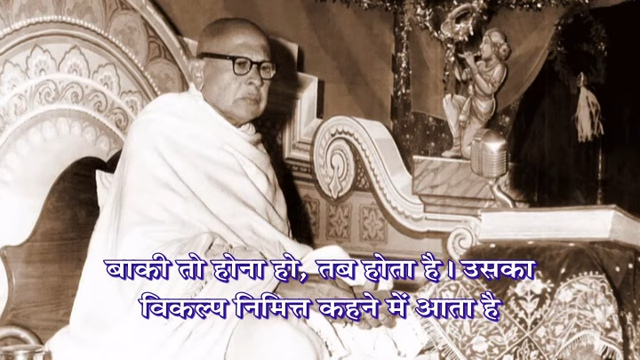 बाकी तो होना हो, तब होता है। उसका
विकल्प निमित्त कहने में आता है